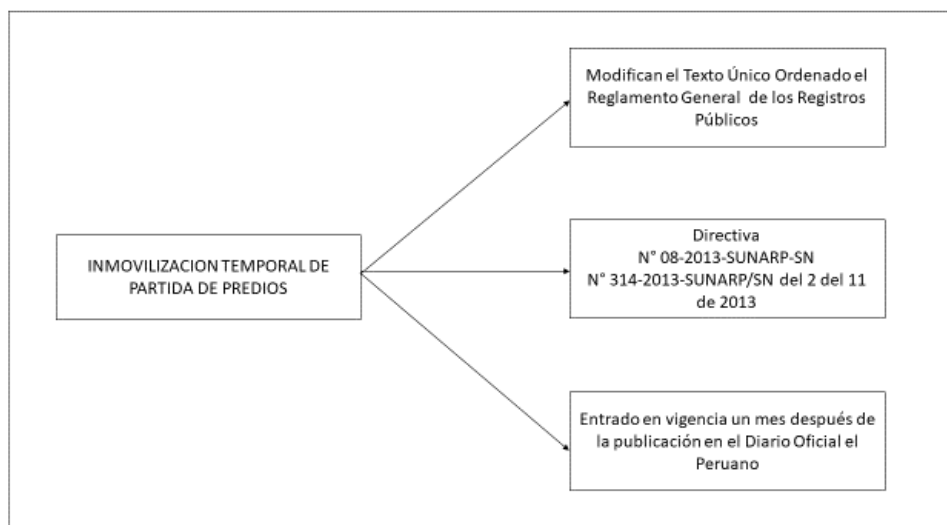 Modifican el Texto Único Ordenado el
Reglamento General de los Registros
Públicos
INMOVILIZACION TEMPORAL DE
PARTIDA DE PREDIOS
Directiva
N° 08-2013-SUNARP-SN
N° 314-2013-SUNARP/SN del 2 del 11
de 2013
Entrado en vigencia un mes después de
la publicación en el Diario Oficial el
Peruano